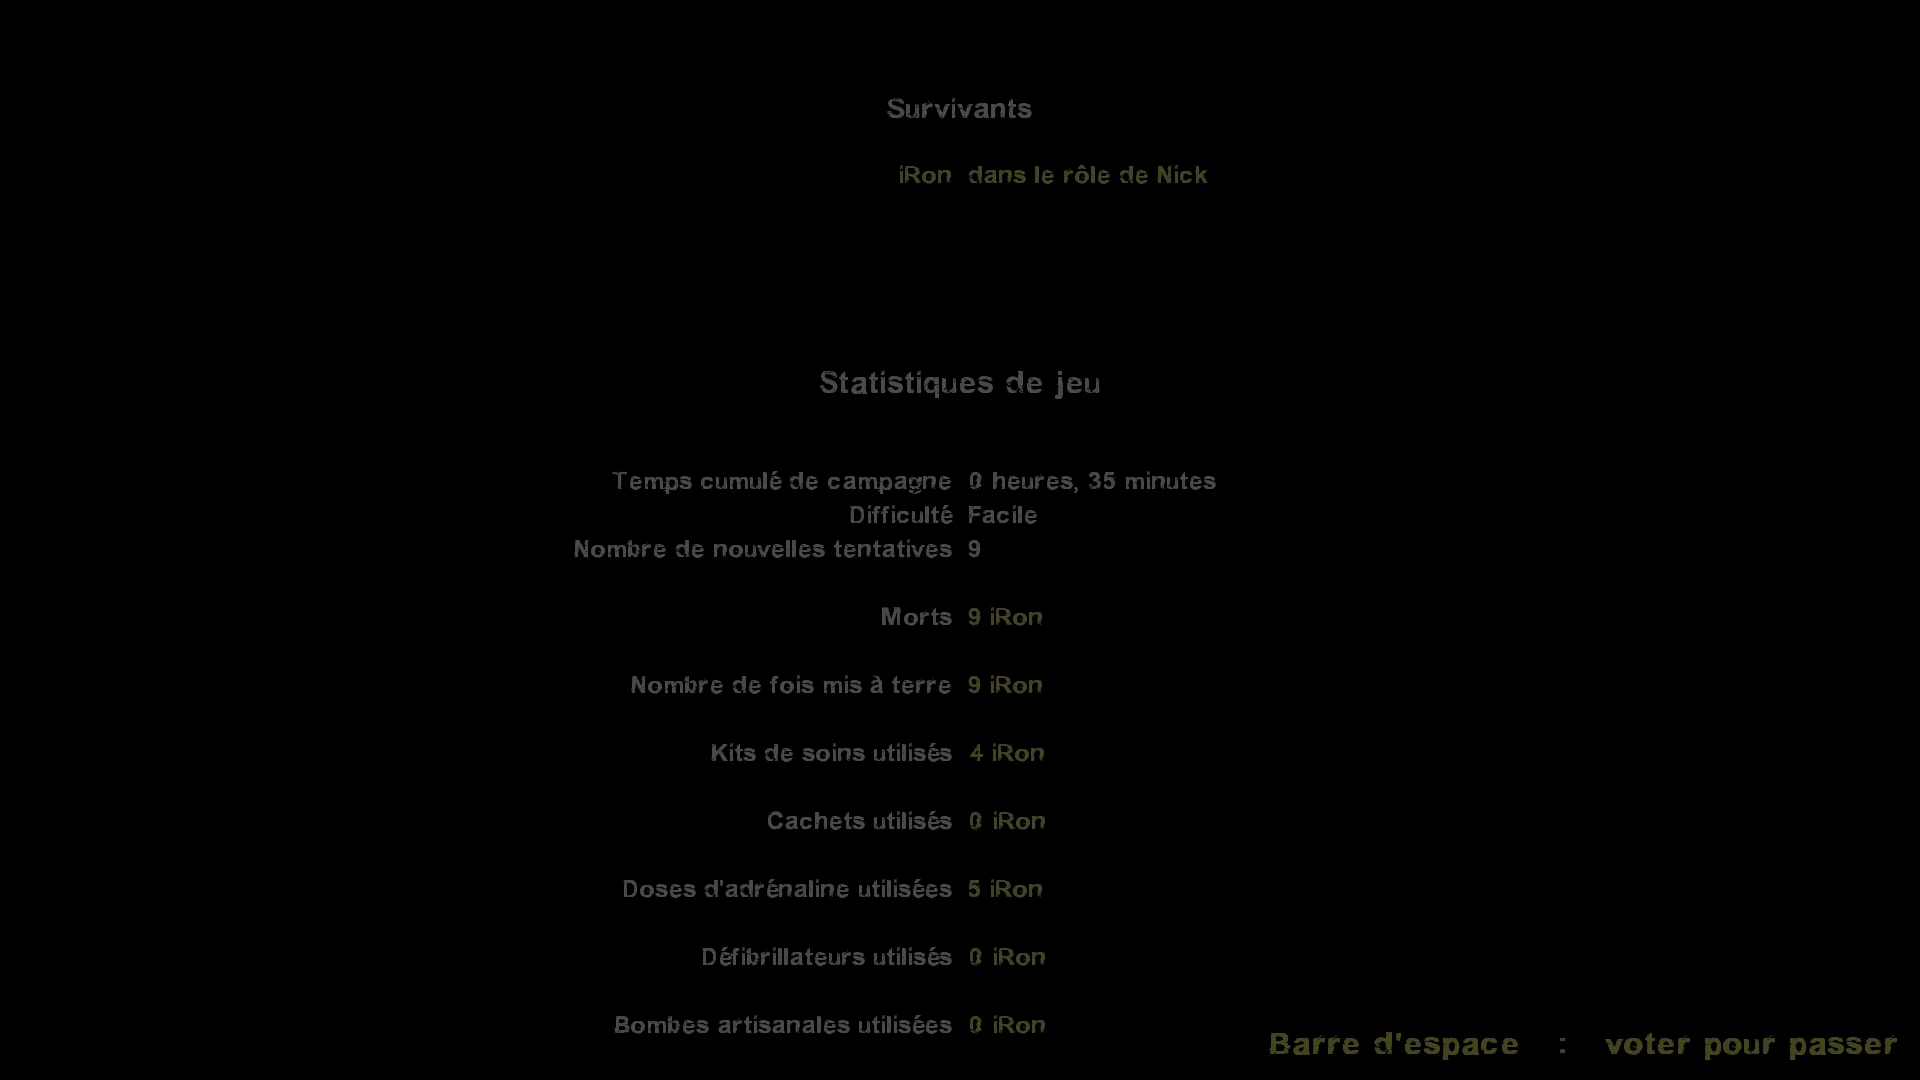 Survivants
iRon dans le rôle de Nick
Statistiques de jeu
Temps cumulé de campagne 0 heures, 35 minutes
Difficulté Facile
Nombre de nouvelles tentatives 9
Morts 9 iRon
Nombre de fois mis à terre 9 iRon
Kits de soins utilisés 4 iRon
Cachets utilisés 0 iRon
Doses d'adrénaline utilisées 5 iRon
Défibrillateurs utilisés 0 iRon
Bombes artisanales utilisées 0 iRon
Barre d'espace : voter pour passer